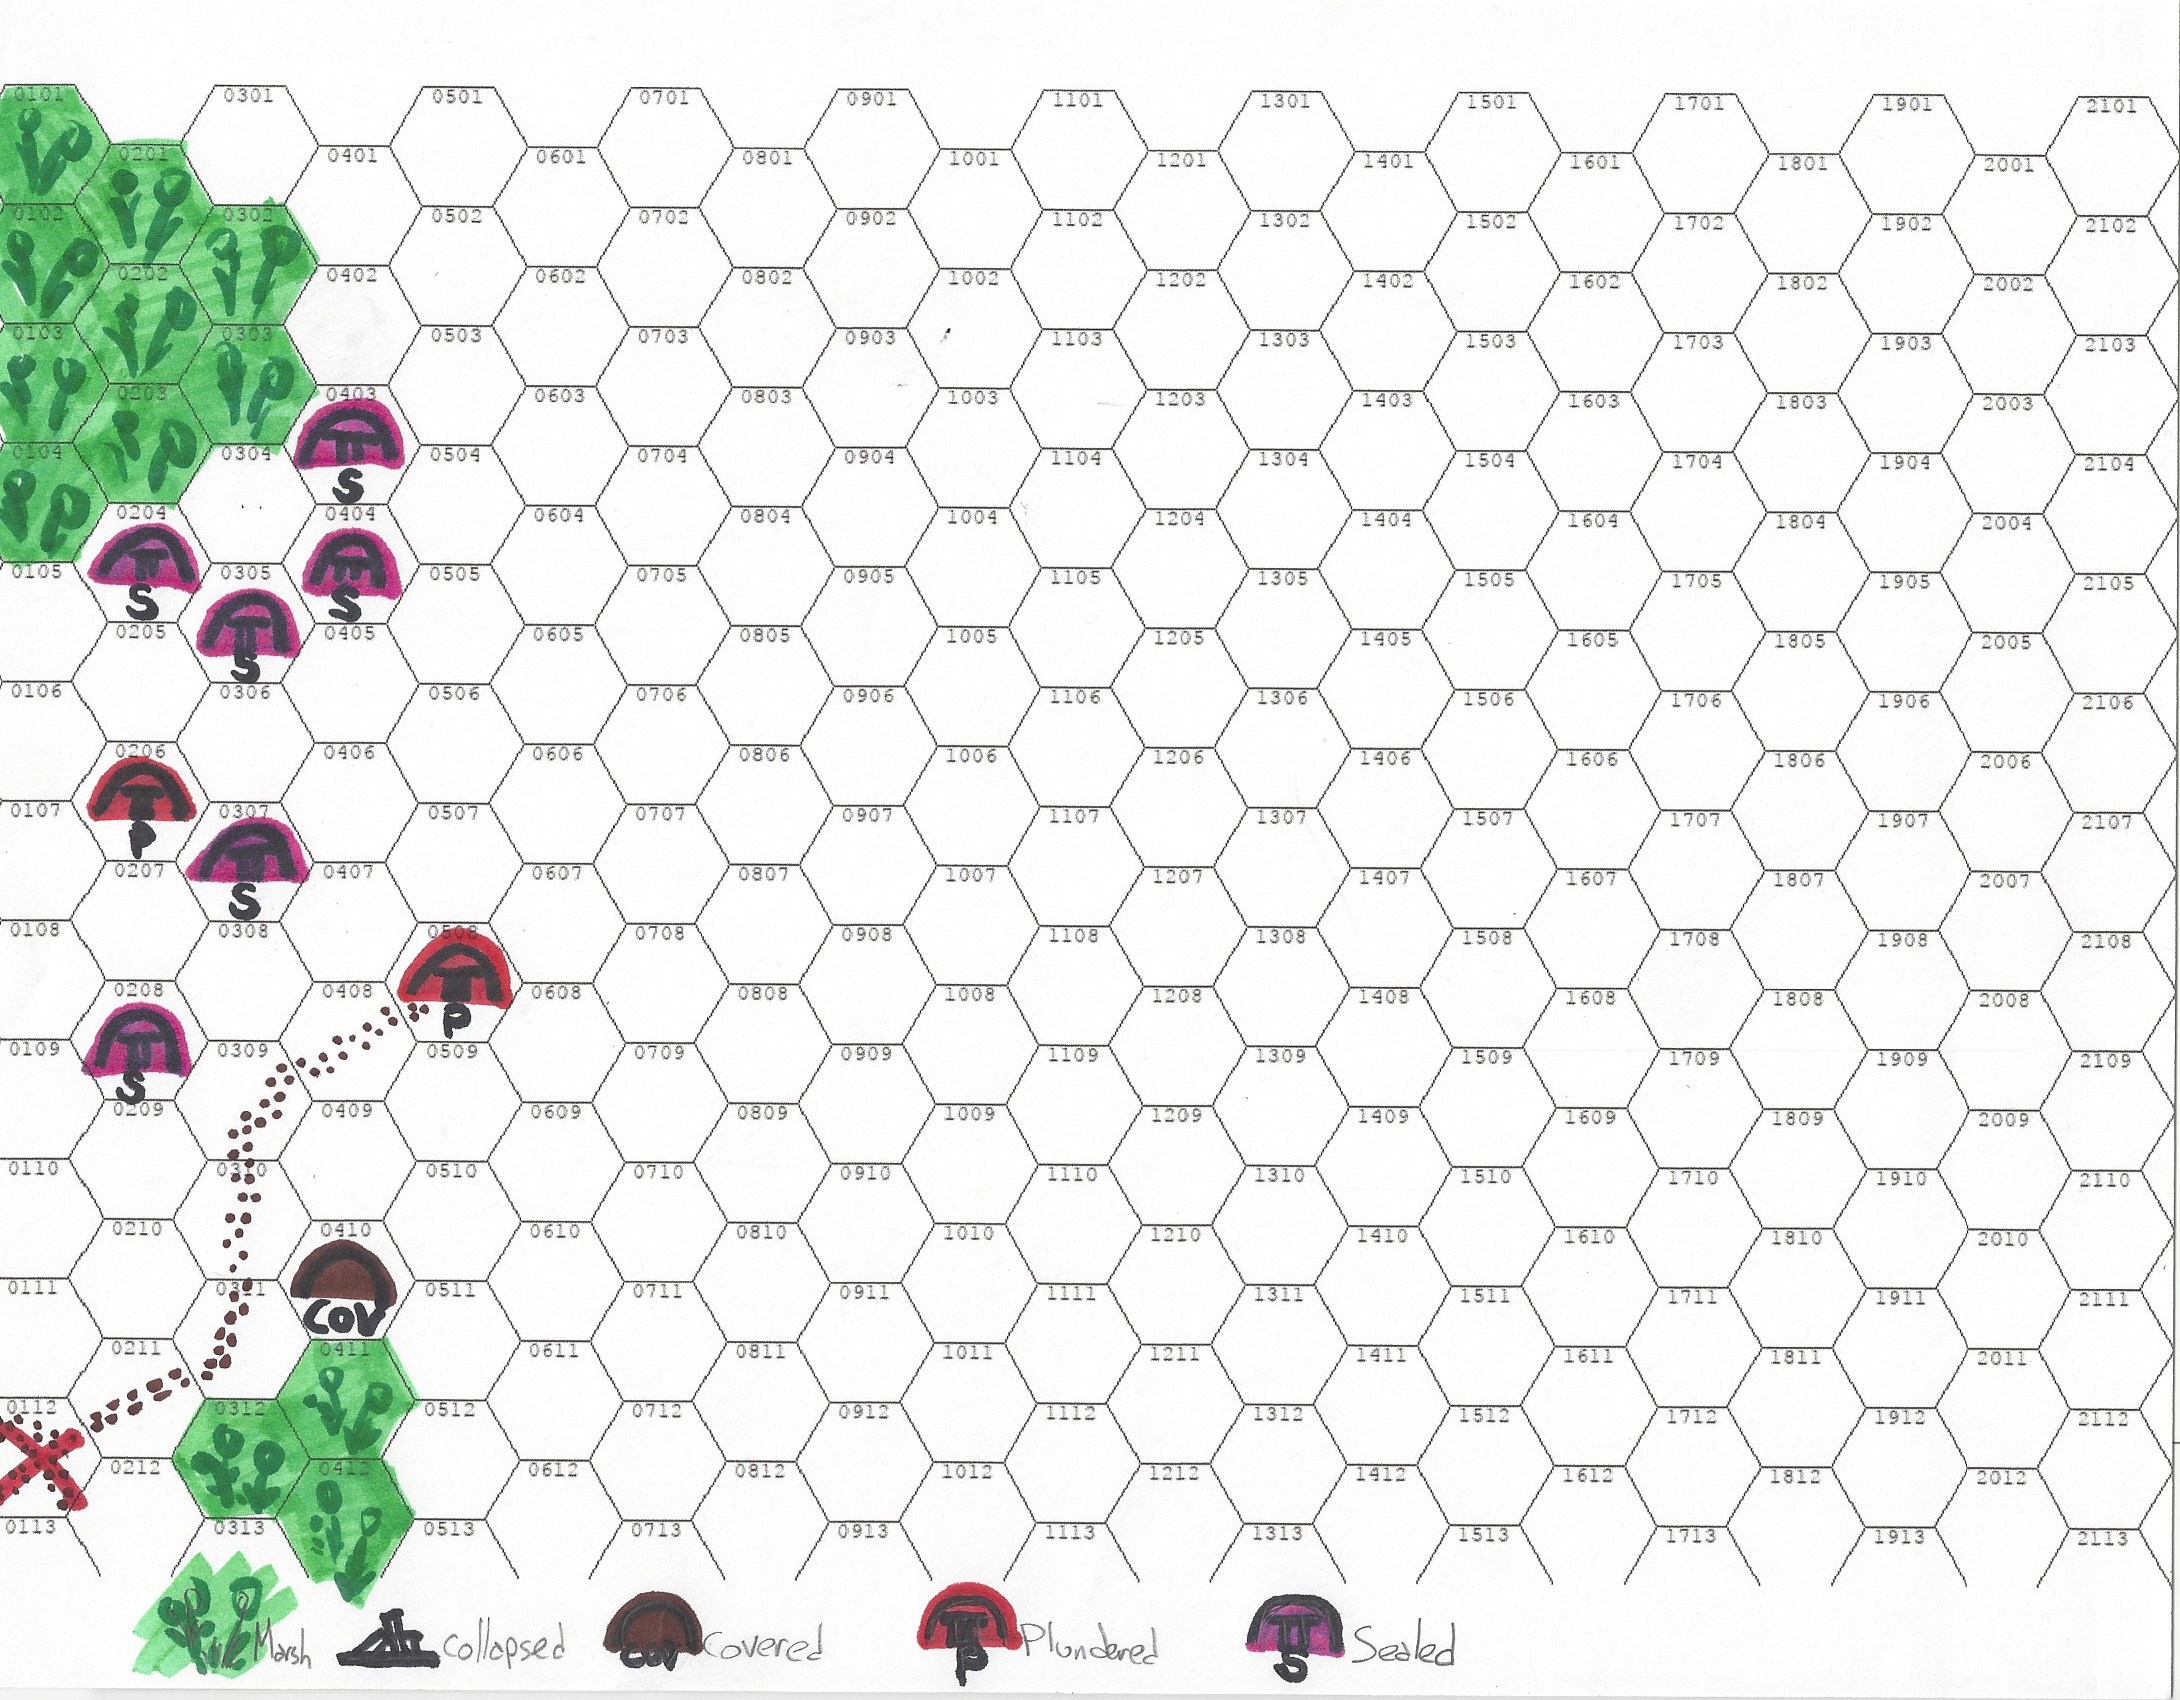 0101 0301 0501 0701 0901 1101 1301 1501 1701 1901 2101
0201 0401 0601 0801 1001 1201 1401 1601 1801 2001
0102 0302 0502 0702 0902 1102 1302 1502 1702 1902 2102
0202 0402 0602 0802 1002 1202 1402 1602 1802 2002
0103 0303 0503 0703 0903 1103 1303 1503 1703 1903 2103
0203 0403 0603 0803 1003 1203 1403 1603 1803 2003
0104 0304 0504 0704 0904 1104 1304 1504 1704 1904 2104
S
0204 0404 0604 0804 1004 1204 1404 1604 1804 2004
0105 0305 0505 0705 0905 1105 1305 1505 1705 1905 2105
S S
0205 0405 0605 0805 1005 1205 1405 1605 1805 2005
S
0106 0306 0506 0706 0906 1106 1306 1506 1706 1906 2106
0206 0406 0606 0806 1006 1206 1406 1606 1806 2006
0107 0307 0507 0707 0907 1107 1307 1507 1707 1907 2107
P
0207 0407 0607 0807 1007 1207 1407 1607 1807 2007
S
0108 0308 0508 0708 0908 1108 1308 1508 1708 1908 2108
0208 0408 0608 0808 1008 1208 1408 1608 1808 2008
P
0109 0309 0509 0709 0909 1109 1309 1509 1709 1909 2109
S
0209 0409 0609 0809 1009 1209 1409 1609 1809 2009
0110 0310 0510 0710 0910 1110 1310 1510 1710 1910 2110
0210 0410 0610 0810 1010 1210 1410 1610 1810 2010
0111 0311 0511 0711 0911 1111 1311 1511 1711 1911 2111
COV
0211 0411 0611 0811 1011 1211 1411 1611 1811 2011
0112 0312 0512 0712 0912 1112 1312 1512 1712 1912 2112
0212 0412 0612 0812 1012 1212 1412 1612 1812 2012
0113 0313 0513 0713 0913 1113 1313 1513 1713 1913 2113
Marsh Collapsed COV Covered P Plundered S Sealed